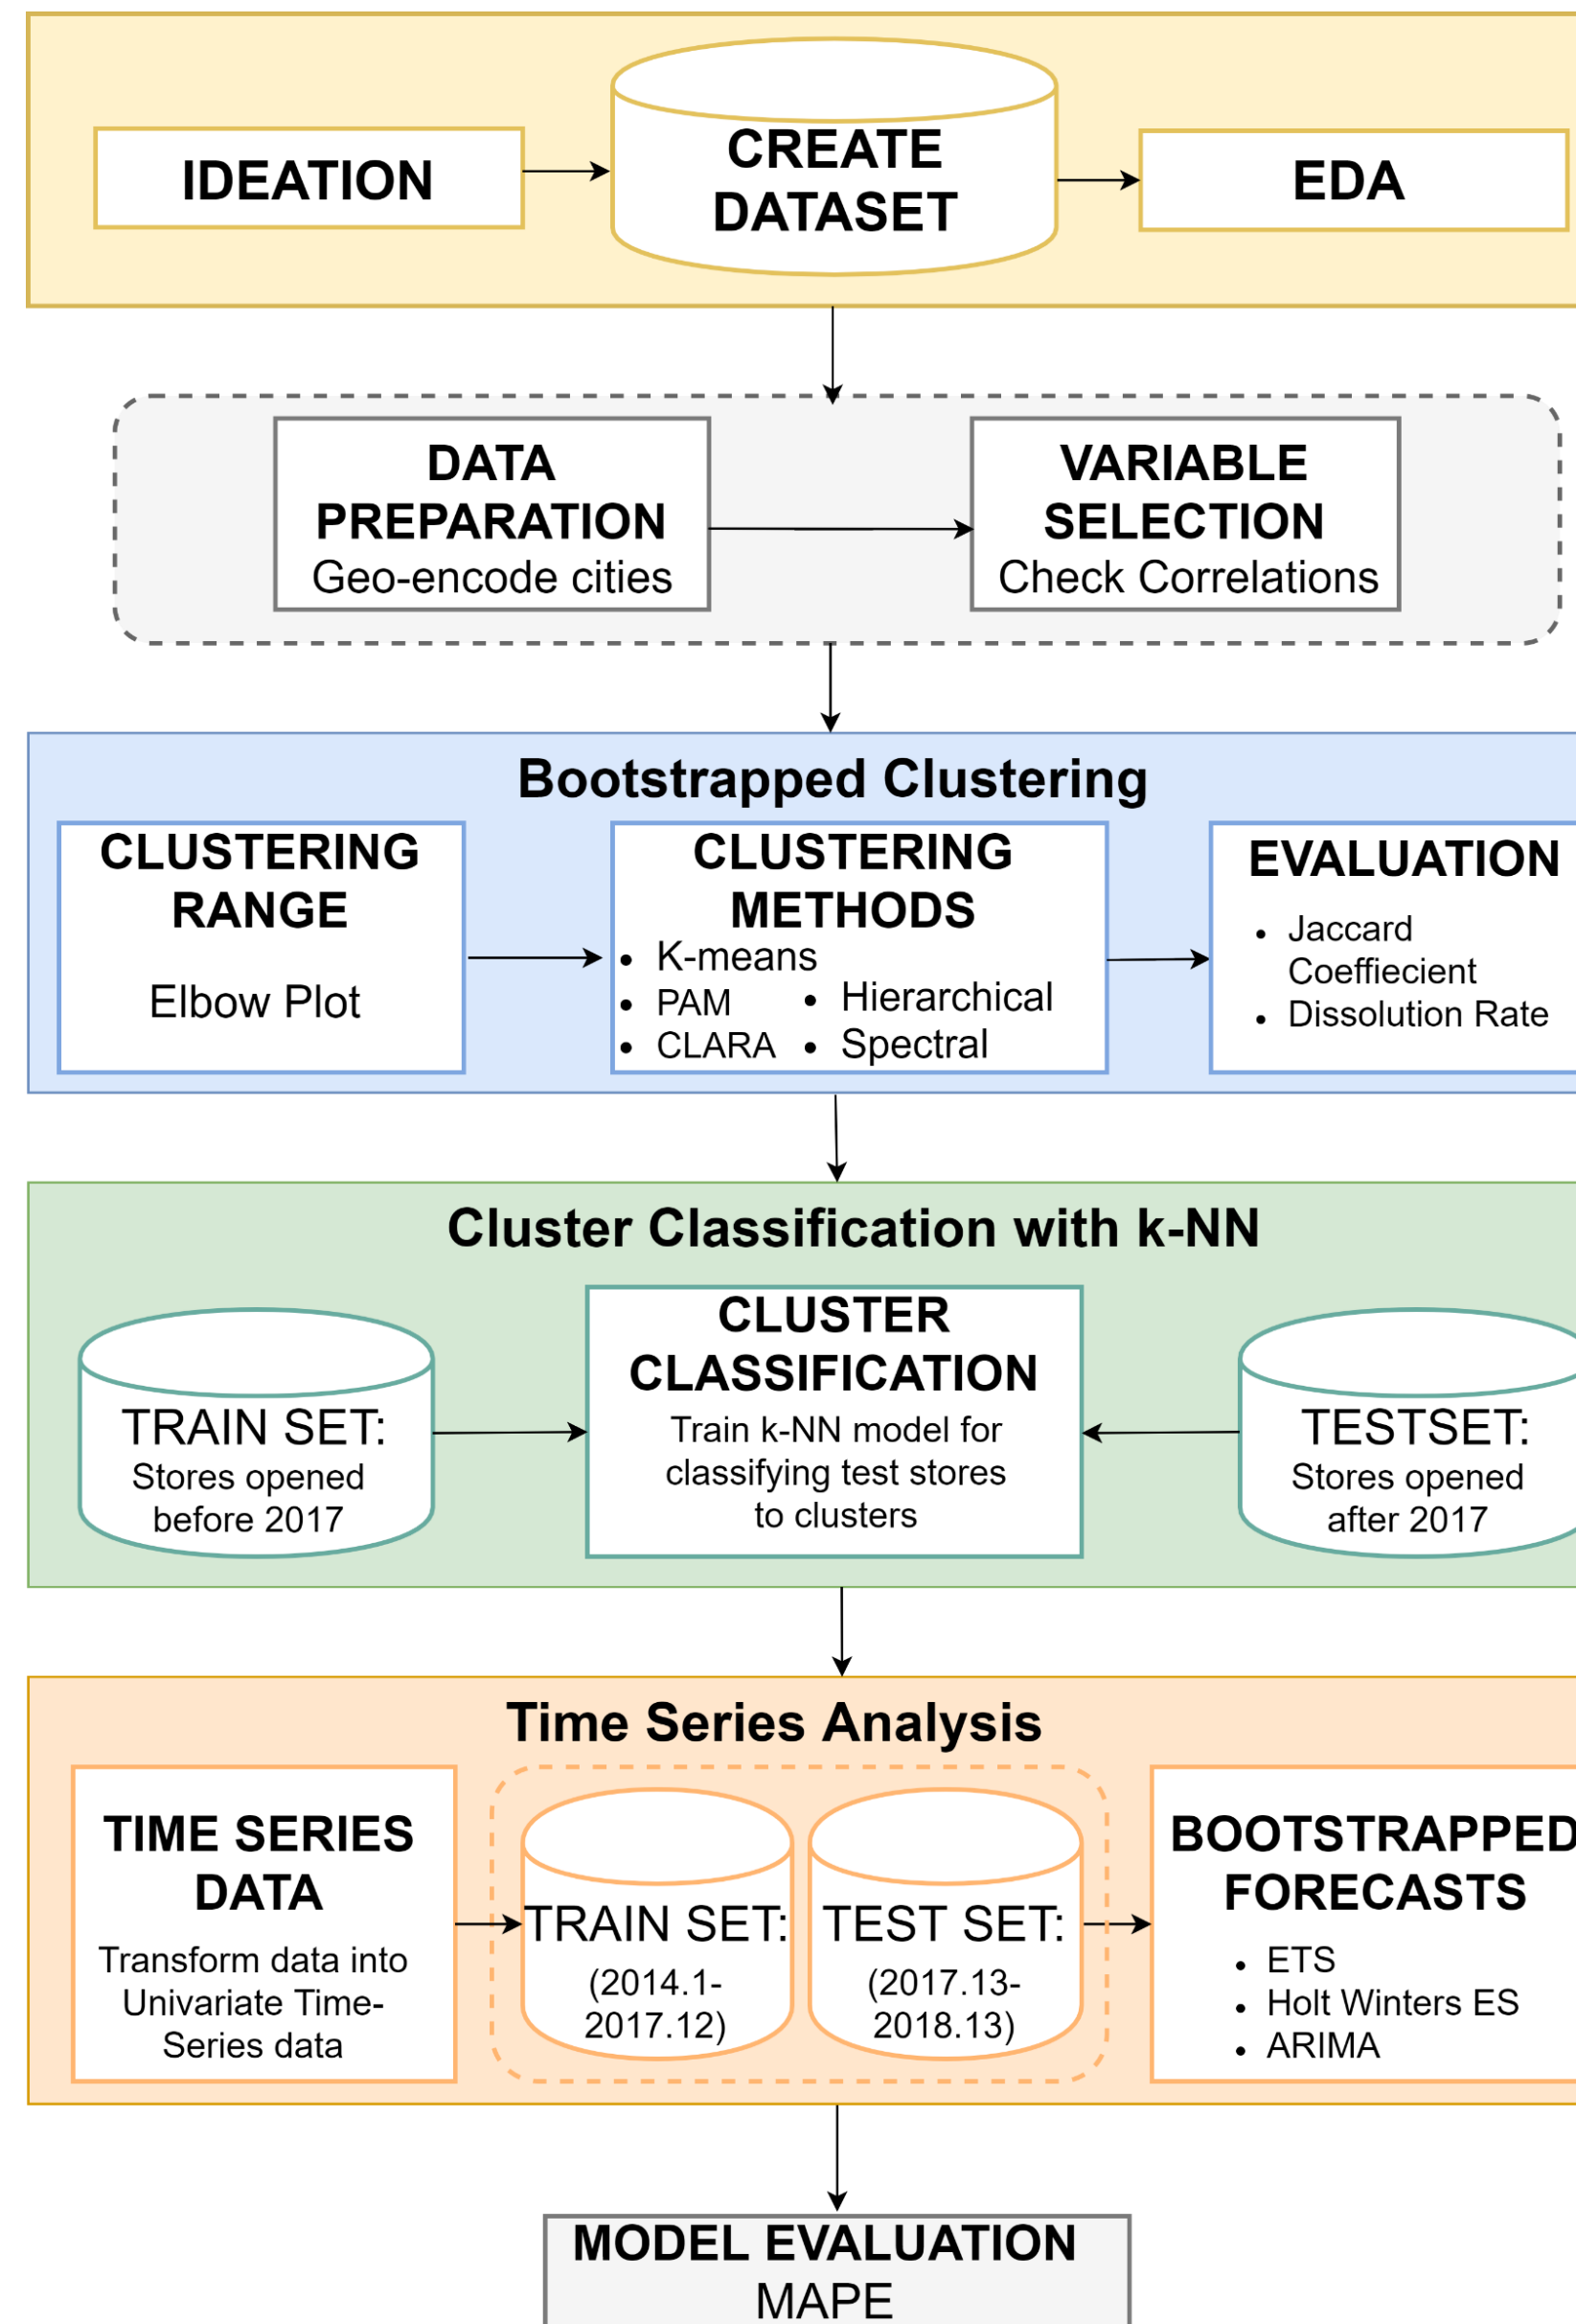 IDEATION
CREATE
DATASET
EDA
DATA
PREPARATION
Geo-encode cities
VARIABLE
SELECTION
Check Correlations
Bootstrapped Clustering
CLUSTERING
RANGE
Elbow Plot
CLUSTERING
METHODS
• K-means
• PAM
• CLARA
• Hierarchical
• Spectral
EVALUATION
• Jaccard
Coeffiecient
• Dissolution Rate
Cluster Classification with k-NN
TRAIN SET:
Stores opened
before 2017
CLUSTER
CLASSIFICATION
Train k-NN model for
classifying test stores
to clusters
TESTSET:
Stores opened
after 2017
Time Series Analysis
TIME SERIES
DATA
Transform data into
Univariate Time-
Series data
TRAIN SET:
(2014.1-
2017.12)
TEST SET:
(2017.13-
2018.13)
BOOTSTRAPPED
FORECASTS
• ETS
• Holt Winters ES
• ARIMA
MODEL EVALUATION
MAPE